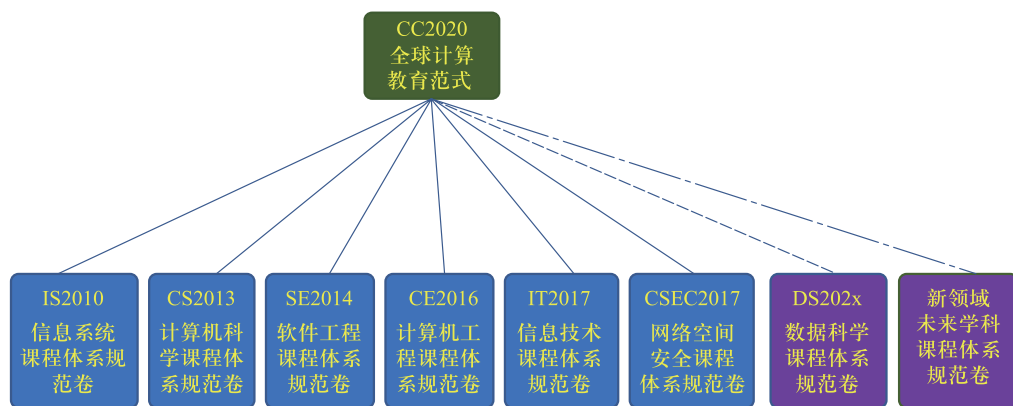 CC2020
全球计算
教育范式
IS2010
信息系统
课程体系规
范卷
CS2013
计算机科
学课程体
系规范卷
SE2014
软件工程
课程体系
规范卷
CE2016
计算机工
程课程体
系规范卷
IT2017
信息技术
课程体系
规范卷
CSEC2017
网络空间
安全课程
体系规范卷
DS202x
数据科学
课程体系
规范卷
新领域
未来学科
课程体系
规范卷